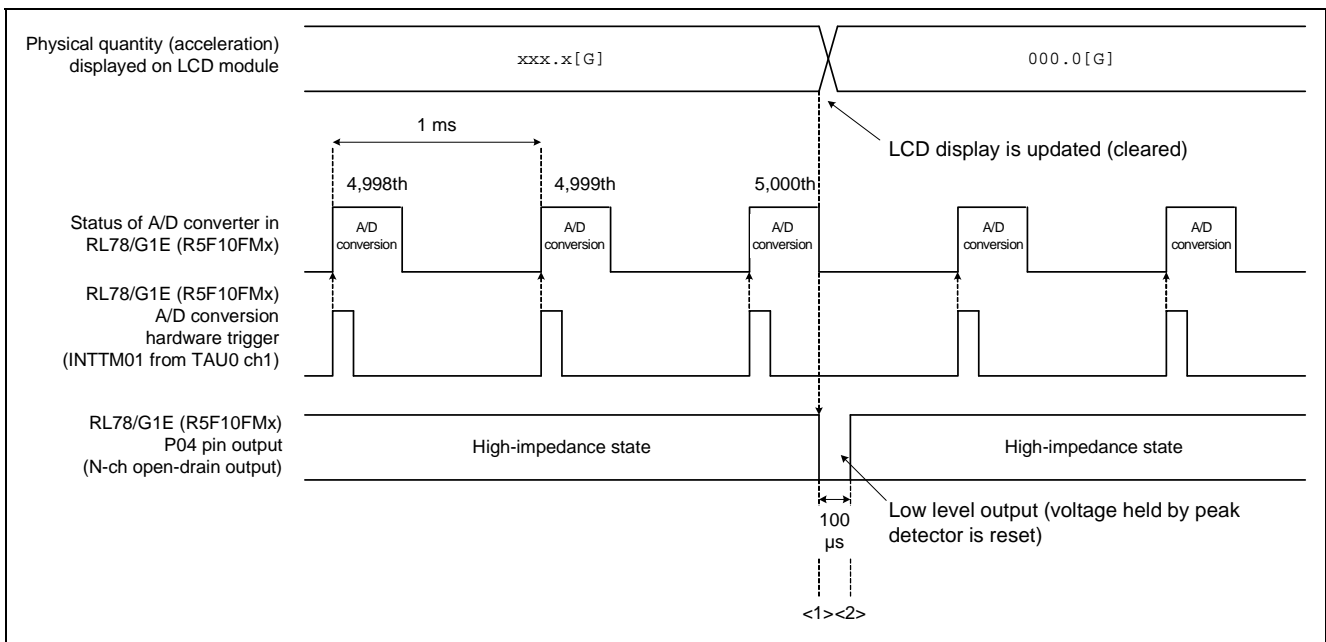 Physical quantity (acceleration)
displayed on LCD module
xxx.x[G]
000.0[G]
1 ms
LCD display is updated (cleared)
4,998th
4,999th
5,000th
Status of A/D converter in
RL78/G1E (R5F10FMx)
A/D
conversion
A/D
conversion
A/D
conversion
A/D
conversion
A/D
conversion
RL78/G1E (R5F10FMx)
A/D conversion
hardware trigger
(INTTM01 from TAU0 ch1)
RL78/G1E (R5F10FMx)
P04 pin output
(N-ch open-drain output)
High-impedance state
High-impedance state
Low level output (voltage held by peak
detector is reset)
100
µs
<1><2>